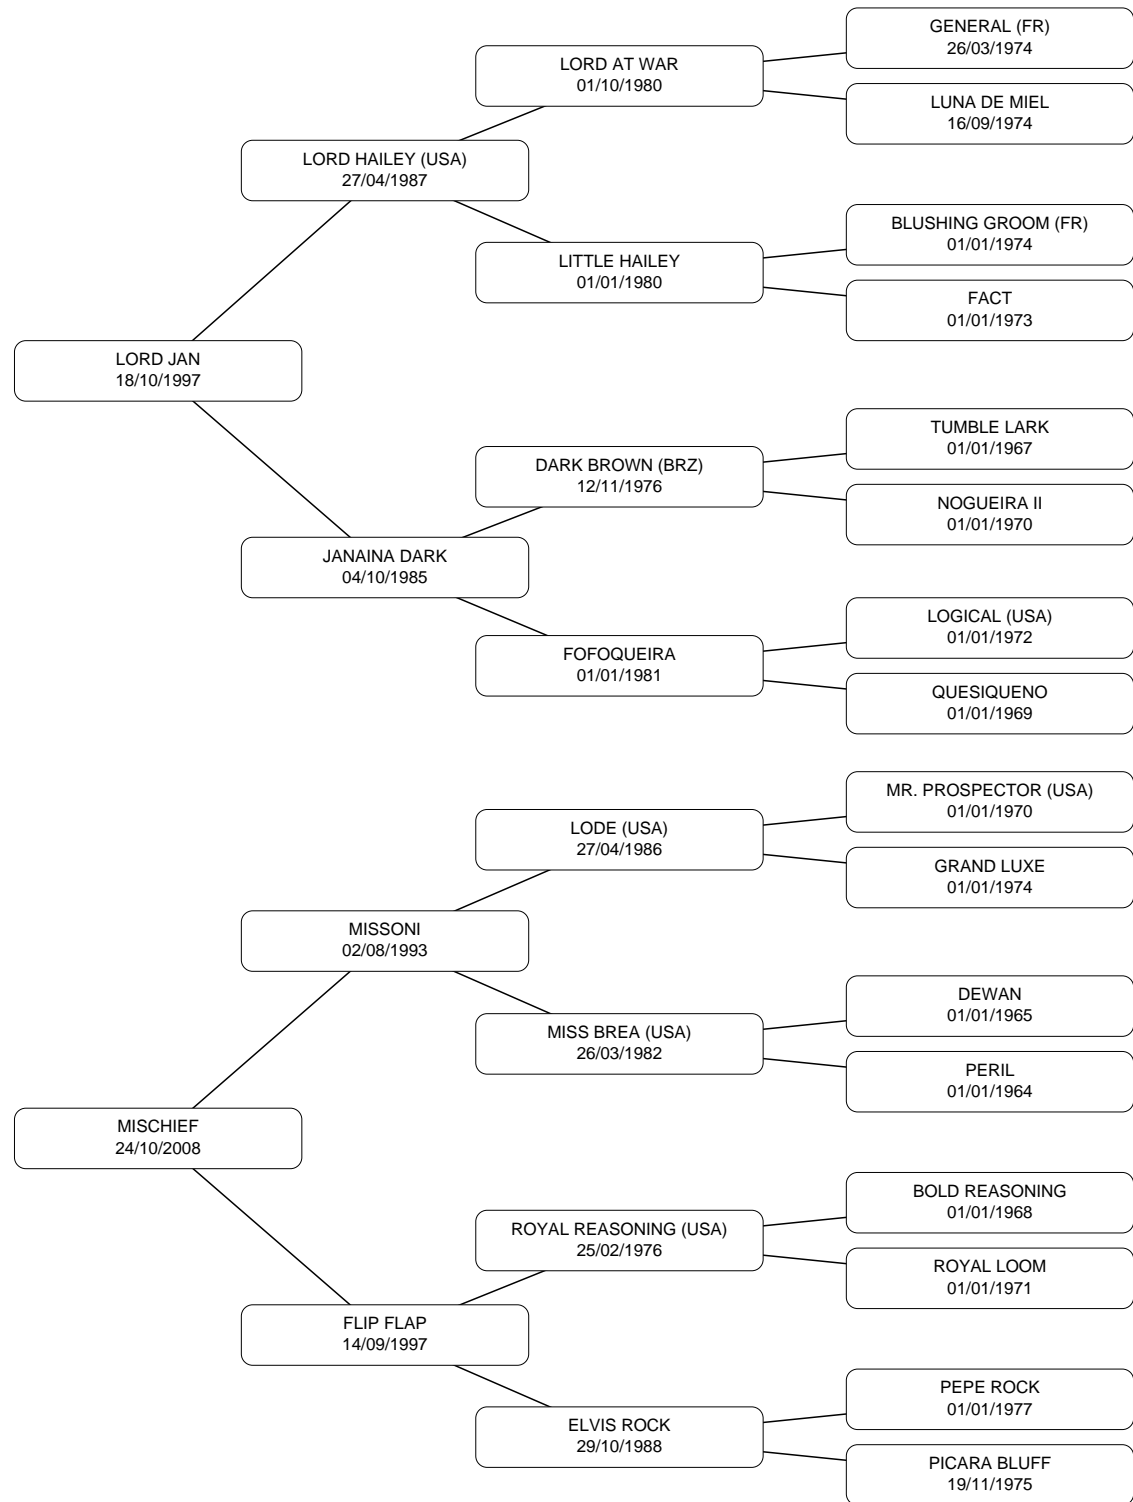 GENERAL (FR)
26/03/1974
LORD AT WAR
01/10/1980
LUNA DE MIEL
16/09/1974
LORD HAILEY (USA)
27/04/1987
BLUSHING GROOM (FR)
01/01/1974
LITTLE HAILEY
01/01/1980
FACT
01/01/1973
LORD JAN
18/10/1997
TUMBLE LARK
01/01/1967
DARK BROWN (BRZ)
12/11/1976
NOGUEIRA II
01/01/1970
JANAINA DARK
04/10/1985
LOGICAL (USA)
01/01/1972
FOFOQUEIRA
01/01/1981
QUESIQUENO
01/01/1969
MR. PROSPECTOR (USA)
01/01/1970
LODE (USA)
27/04/1986
GRAND LUXE
01/01/1974
MISSONI
02/08/1993
DEWAN
01/01/1965
MISS BREA (USA)
26/03/1982
PERIL
01/01/1964
MISCHIEF
24/10/2008
BOLD REASONING
01/01/1968
ROYAL REASONING (USA)
25/02/1976
ROYAL LOOM
01/01/1971
FLIP FLAP
14/09/1997
PEPE ROCK
01/01/1977
ELVIS ROCK
29/10/1988
PICARA BLUFF
19/11/1975